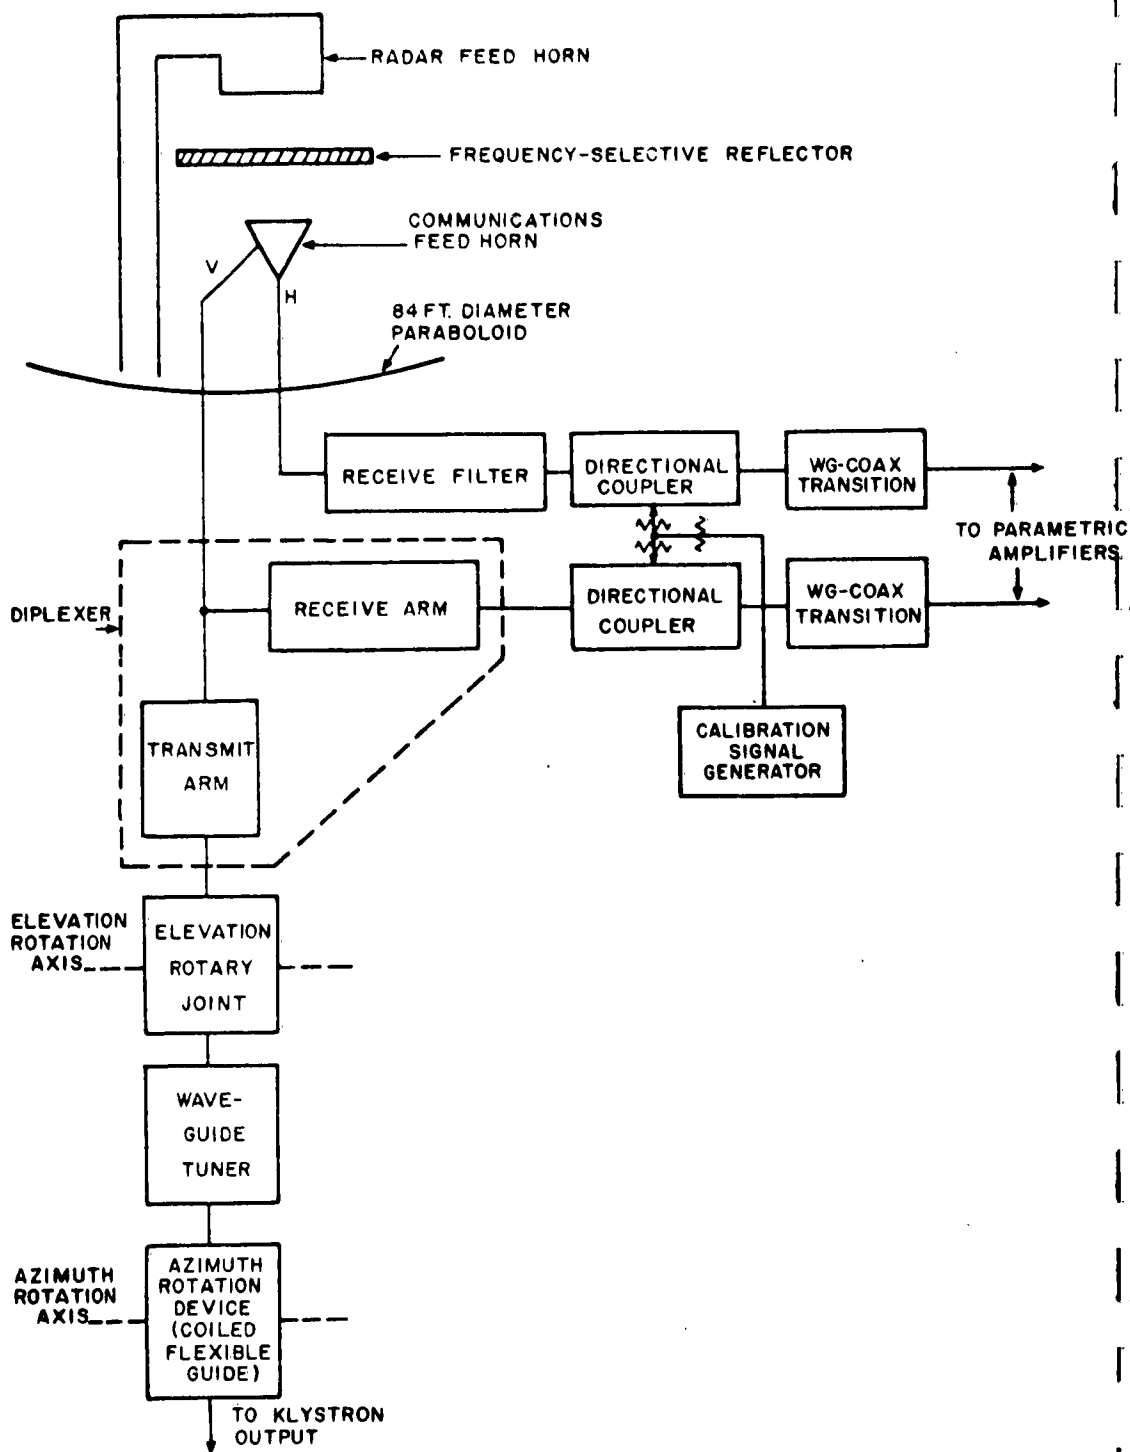 RADAR FEED HORN
FREQUENCY-SELECTIVE REFLECTOR
COMMUNICATIONS
FEED HORN
V
H
84 FT. DIAMETER
PARABOLOID
RECEIVE FILTER
DIRECTIONAL
COUPLER
WG-COAX
TRANSITION
TO PARAMETRIC
AMPLIFIERS
DIPLEXER
RECEIVE ARM
DIRECTIONAL
COUPLER
WG-COAX
TRANSITION
TRANSMIT
ARM
CALIBRATION
SIGNAL
GENERATOR
ELEVATION
ROTATION
AXIS
ELEVATION
ROTARY
JOINT
WAVE-
GUIDE
TUNER
AZIMUTH
ROTATION
AXIS
AZIMUTH
ROTATION
DEVICE
(COILED
FLEXIBLE
GUIDE)
TO KLYSTRON
OUTPUT